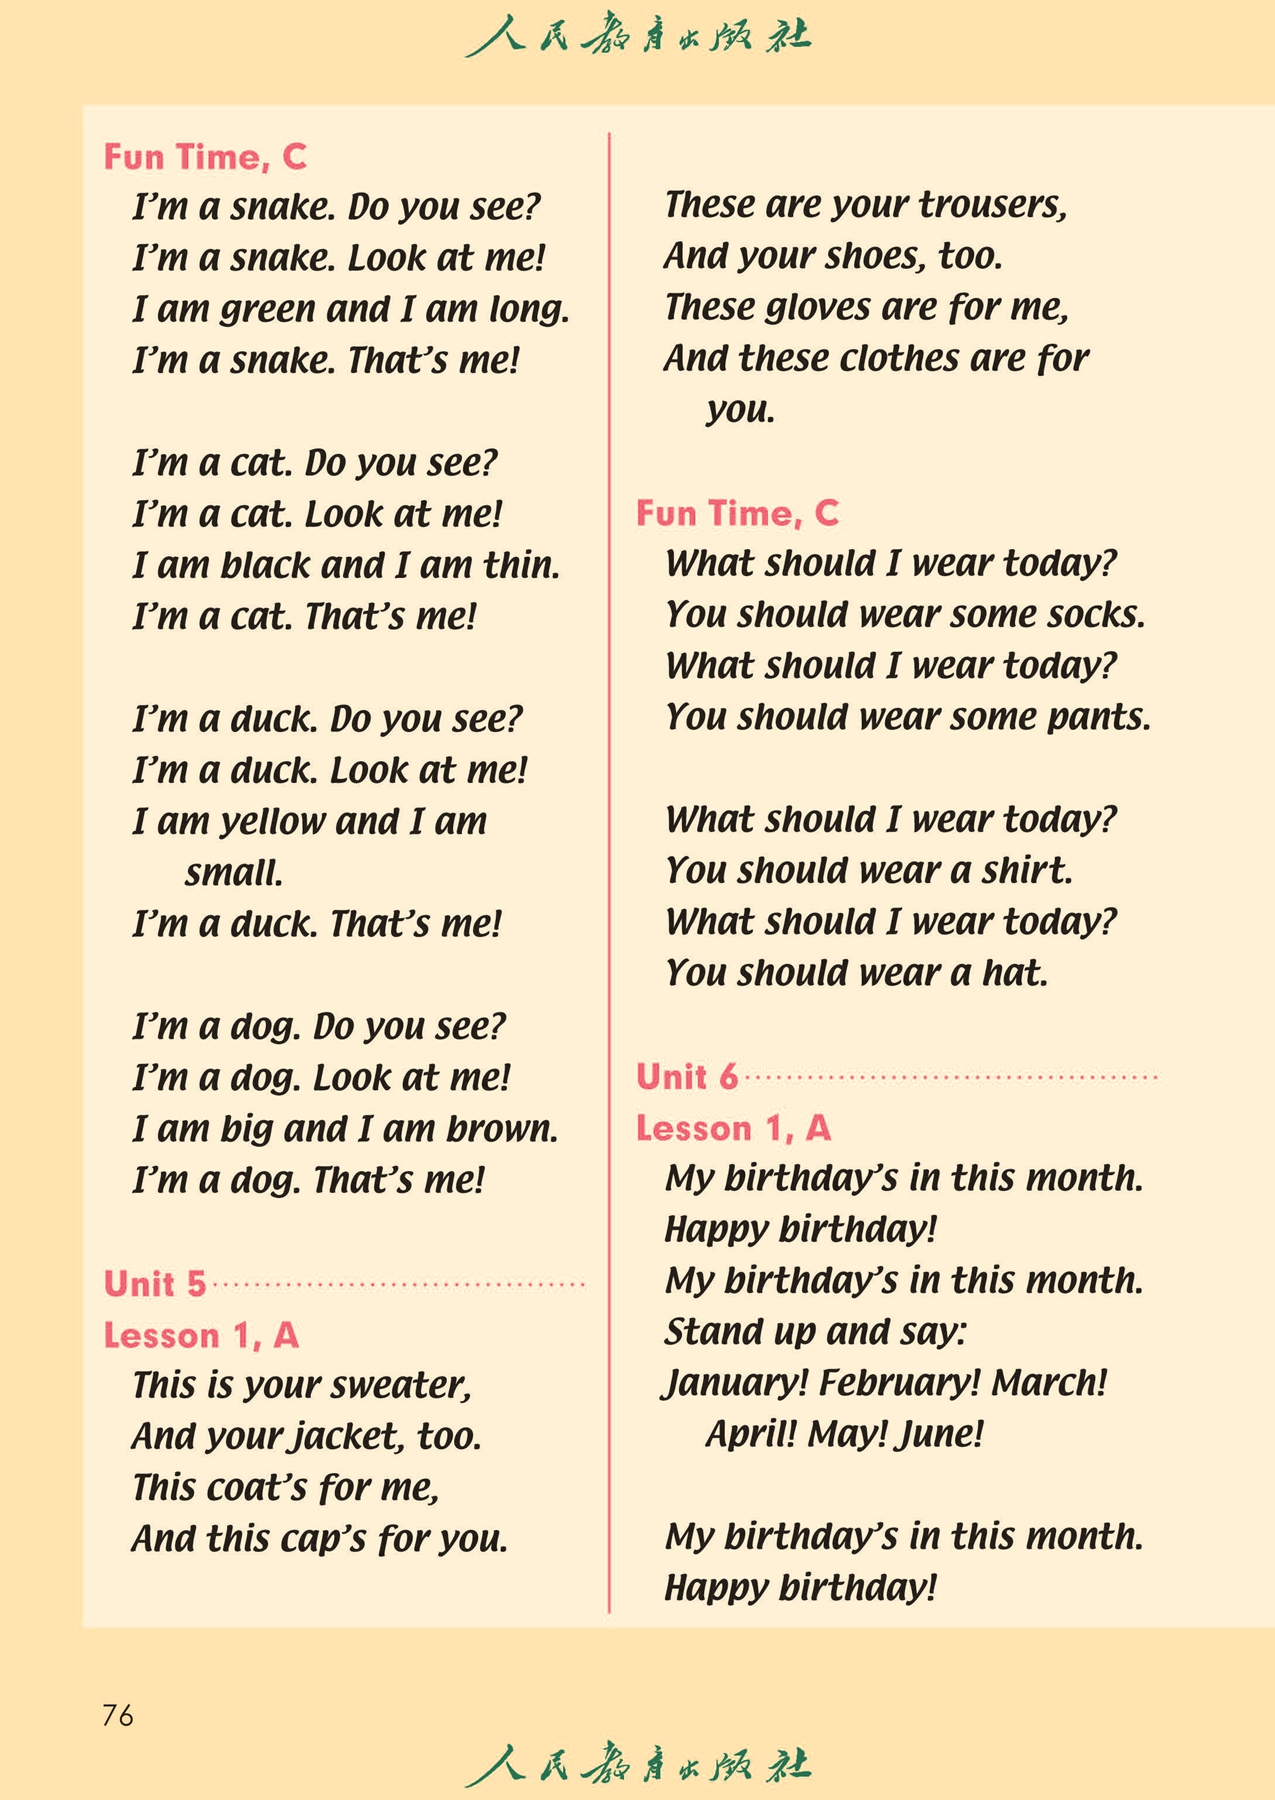 人民教育出版社
Fun Time, C
I'm a snake. Do you see?
I'm a snake. Look at me!
I am green and I am long.
I'm a snake. That's me!
I'm a cat. Do you see?
I'm a cat. Look at me!
I am black and I am thin.
I'm a cat. That's me!
I'm a duck. Do you see?
I'm a duck. Look at me!
I am yellow and I am
small.
I'm a duck. That's me!
I'm a dog. Do you see?
I'm a dog. Look at me!
I am big and I am brown.
I'm a dog. That's me!
Unit 5
Lesson 1, A
This is your sweater,
And your jacket, too.
This coat's for me,
And this cap's for you.
These are your trousers,
And your shoes, too.
These gloves are for me,
And these clothes are for
you.
Fun Time, C
What should I wear today?
You should wear some socks.
What should I wear today?
You should wear some pants.
What should I wear today?
You should wear a shirt.
What should I wear today?
You should wear a hat.
Unit 6
Lesson 1, A
My birthday's in this month.
Happy birthday!
My birthday's in this month.
Stand up and say:
January! February! March!
April! May! June!
My birthday's in this month.
Happy birthday!
76
人民教育出版社